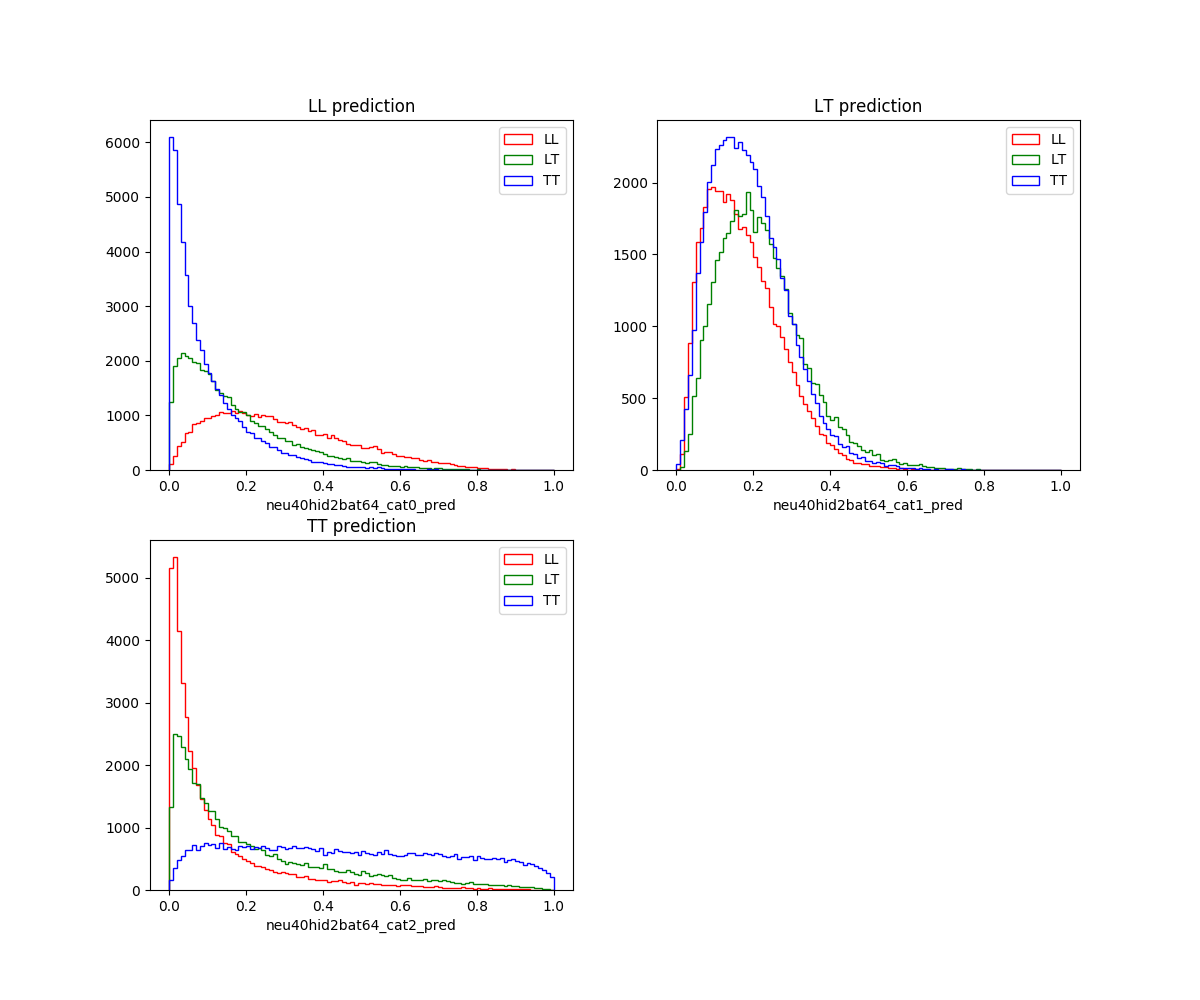 LL prediction
6000
5000
4000
3000
2000
1000
0
0.0 0.2 0.4 0.6 0.8 1.0
neu40hid2bat64_cat0_pred
LL
LT
TT
LT prediction
2000
1500
1000
500
0
0.0 0.2 0.4 0.6 0.8 1.0
neu40hid2bat64_cat1_pred
LL
LT
TT
TT prediction
5000
4000
3000
2000
1000
0
0.0 0.2 0.4 0.6 0.8 1.0
neu40hid2bat64_cat2_pred
LL
LT
TT